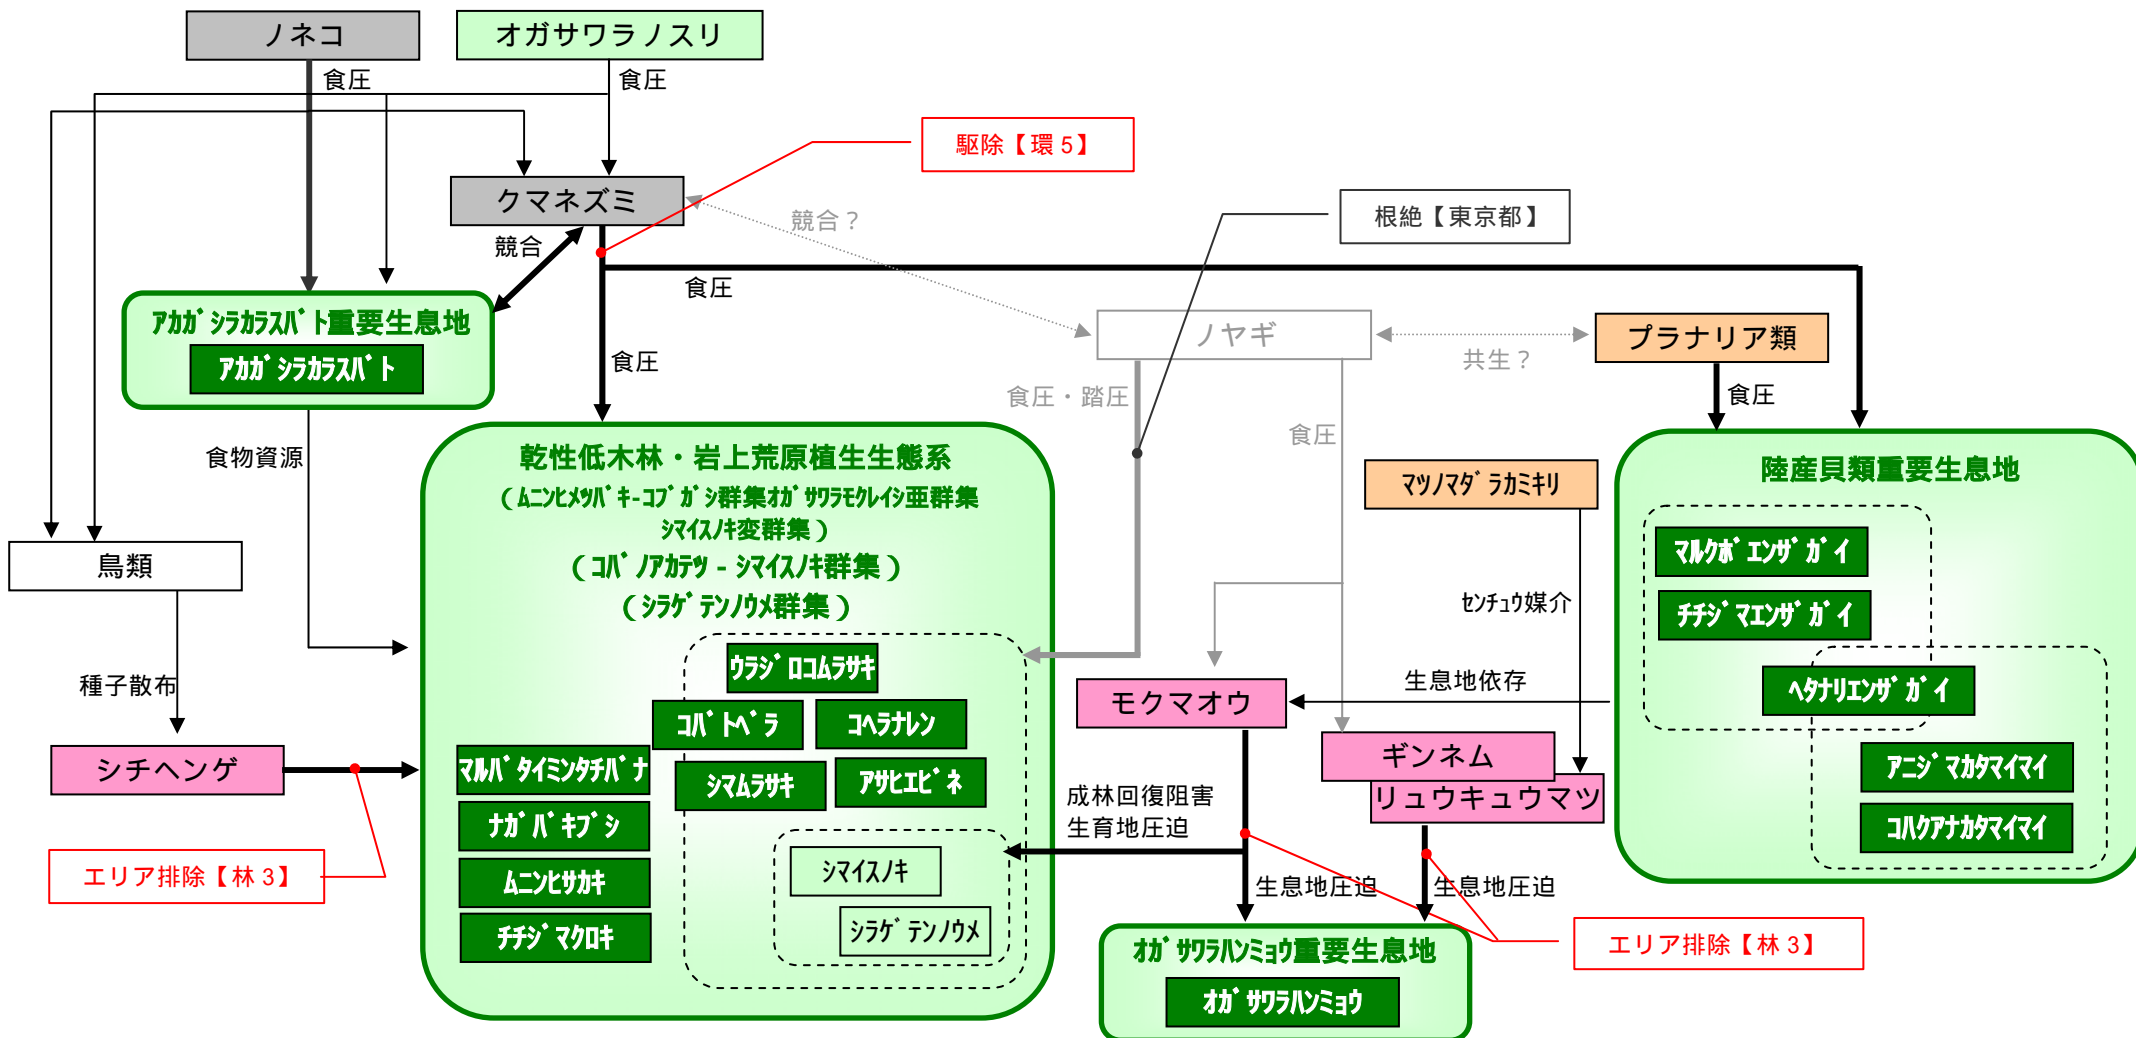 ノネコ
オガサワラノスリ
食圧
食圧
駆除【環5】
クマネズミ
競合？
根絶【東京都】
競合
食圧
ｱｶｶﾞｼﾗｶﾗｽﾊﾞﾄ重要生息地
ｱｶｶﾞｼﾗｶﾗｽﾊﾞﾄ
ノヤギ
共生？
プラナリア類
食圧
食圧・踏圧
食圧
食圧
食物資源
乾性低木林・岩上荒原植生生態系
（ﾑﾆﾝﾋﾒﾂﾊﾞｷ-ｺﾌﾞｶﾞｼ群集ｵｶﾞｻﾜﾗﾓｸﾚｲｼ亜群集
ｼﾏｲｽﾉｷ変群集）
（ｺﾊﾞﾉｱｶﾃﾂ-ｼﾏｲｽﾉｷ群集）
（ｼﾗｹﾞﾃﾝﾉｳﾒ群集）
陸産貝類重要生息地
ﾏﾂﾉﾏﾀﾞﾗｶﾐｷﾘ
ﾏﾙｸﾎﾞｴﾝｻﾞｶﾞｲ
ﾁﾁｼﾞﾏｴﾝｻﾞｶﾞｲ
ﾍﾀﾅﾘｴﾝｻﾞｶﾞｲ
ｱﾆｼﾞﾏｶﾀﾏｲﾏｲ
ｺﾊｸｱﾅｶﾀﾏｲﾏｲ
鳥類
種子散布
ｾﾝﾁｭｳ媒介
生息地依存
ｳﾗｼﾞﾛｺﾑﾗｻｷ
ｺﾊﾞﾄﾍﾞﾗ
ｺﾍﾗﾅﾚﾝ
ﾏﾙﾊﾞﾀｲﾐﾝﾀﾁﾊﾞﾅ
ｼﾏﾑﾗｻｷ
ｱｻﾋｴﾋﾞﾈ
ﾅｶﾞﾊﾞｷﾌﾞｼ
ﾑﾆﾝﾋｻｶｷ
ﾁﾁｼﾞﾏｸﾛｷ
ｼﾏｲｽﾉｷ
ｼﾗｹﾞﾃﾝﾉｳﾒ
モクマオウ
ギンネム
リュウキュウマツ
シチヘンゲ
エリア排除【林3】
成林回復阻害
生育地圧迫
生息地圧迫
生息地圧迫
ｵｶﾞｻﾜﾗﾊﾝﾐｮｳ重要生息地
ｵｶﾞｻﾜﾗﾊﾝﾐｮｳ
エリア排除【林3】